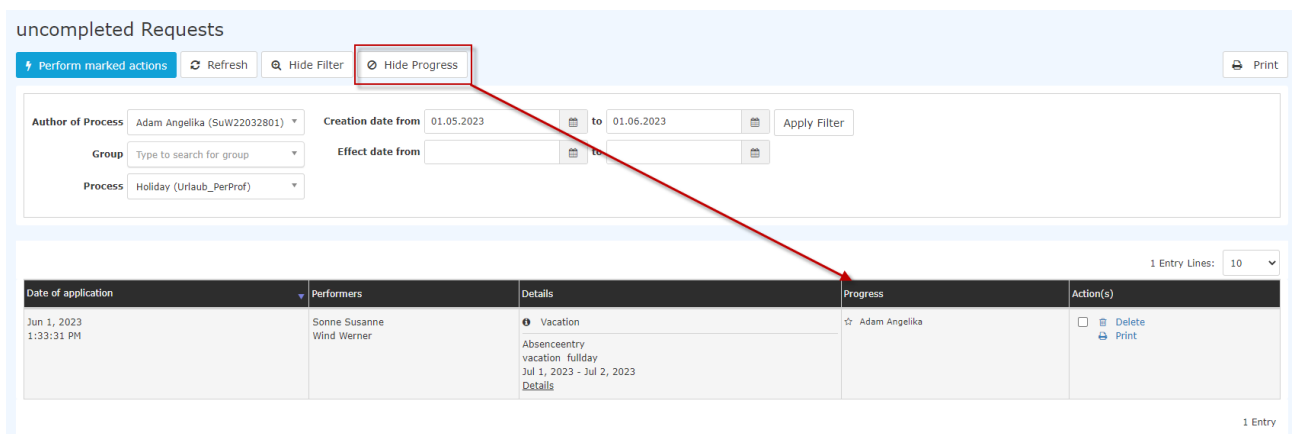 uncompleted Requests
Perform marked actions Refresh Hide Filter Hide Progress Print
Author of Process Adam Angelika (SuW22032801) Creation date from 01.05.2023 to 01.06.2023 Apply Filter
Group Type to search for group Effect date from to
Process Holiday (Urlaub_PerProf)
1 Entry Lines: 10
Date of application Performers Details Progress Action(s)
Jun 1, 2023 Sonne Susanne Vacation Adam Angelika Delete
1:33:31 PM Wind Werner Print
Absenceentry
vacation fullday
Jul 1, 2023 - Jul 2, 2023
Details
1 Entry